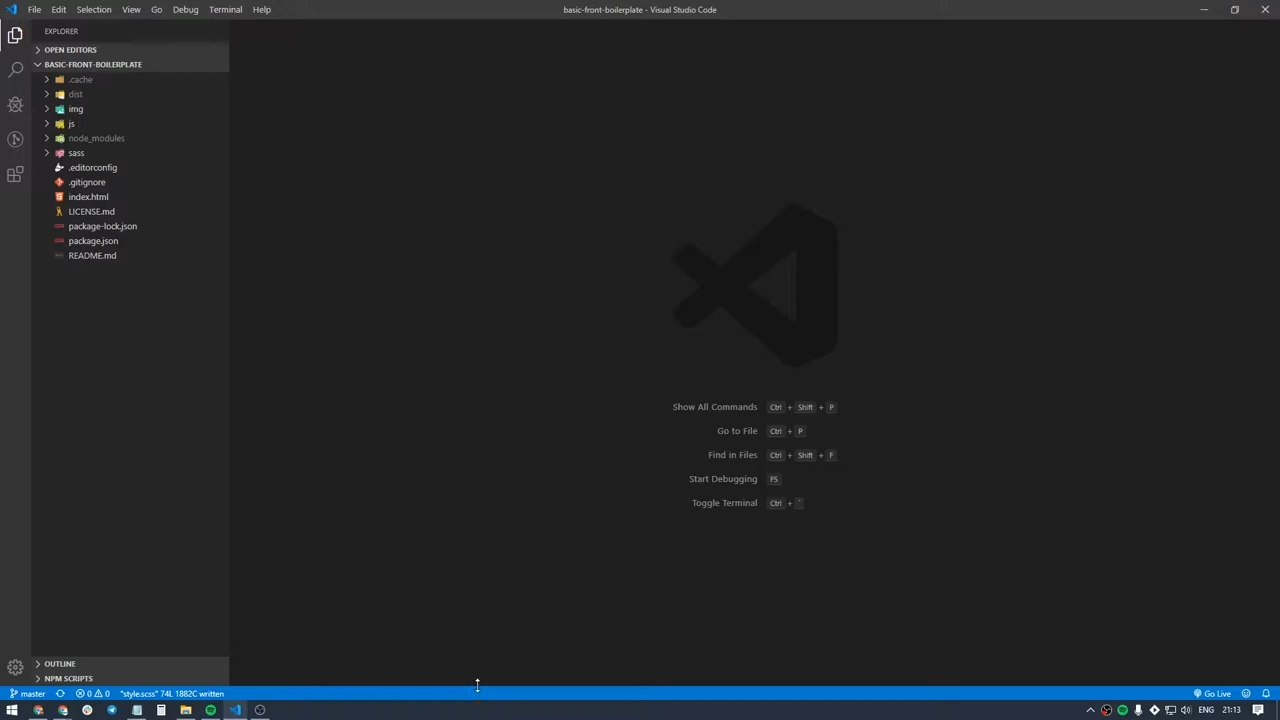 File Edit Selection View Go Debug Terminal Help
basic-front-boilerplate - Visual Studio Code
EXPLORER
OPEN EDITORS
BASIC-FRONT-BOILERPLATE
.cache
dist
img
js
node_modules
sass
.editorconfig
.gitignore
index.html
LICENSE.md
package-lock.json
package.json
README.md
Show All Commands Ctrl + Shift + P
Go to File Ctrl + P
Find in Files Ctrl + Shift + F
Start Debugging F5
Toggle Terminal Ctrl + `
OUTLINE
NPM SCRIPTS
master 0 0 "style.scss" 74L 1882C written Go Live
ENG 21:13